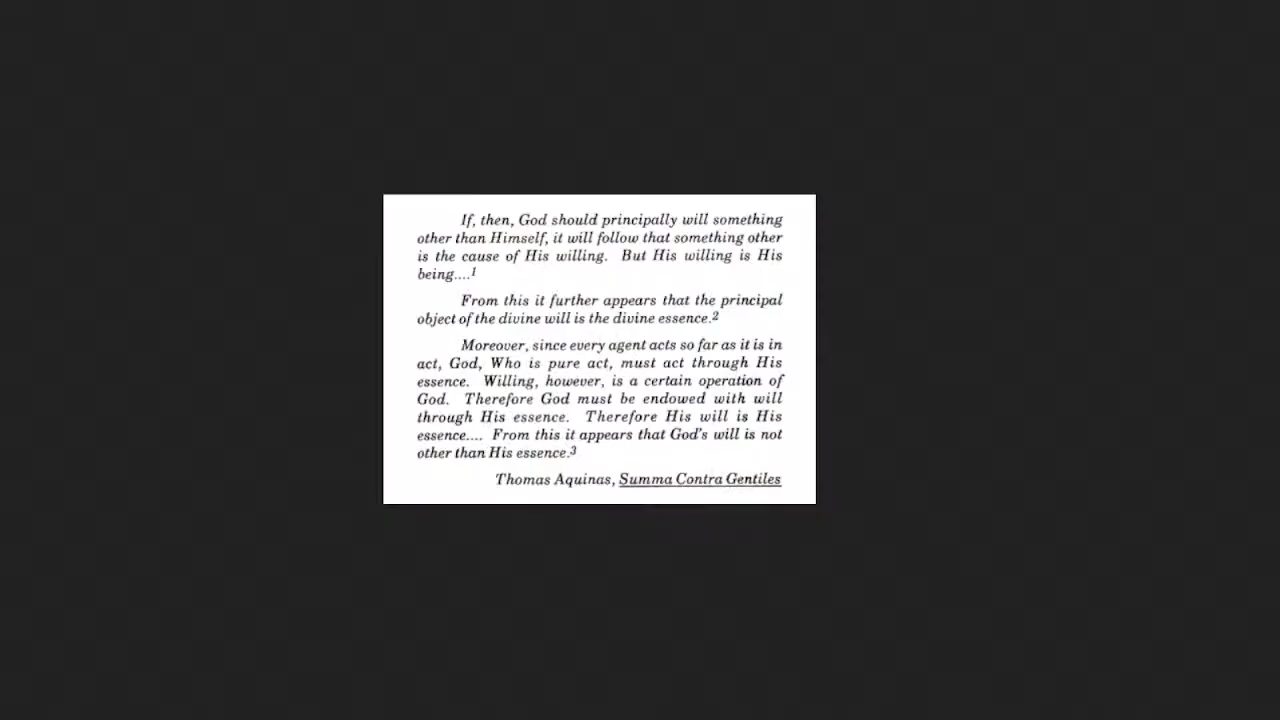 If, then, God should principally will something
other than Himself, it will follow that something other
is the cause of His willing. But His willing is His
being....1
From this it further appears that the principal
object of the divine will is the divine essence.2
Moreover, since every agent acts so far as it is in
act, God, Who is pure act, must act through His
essence. Willing, however, is a certain operation of
God. Therefore God must be endowed with will
through His essence. Therefore His will is His
essence.... From this it appears that God's will is not
other than His essence.3
Thomas Aquinas, Summa Contra Gentiles